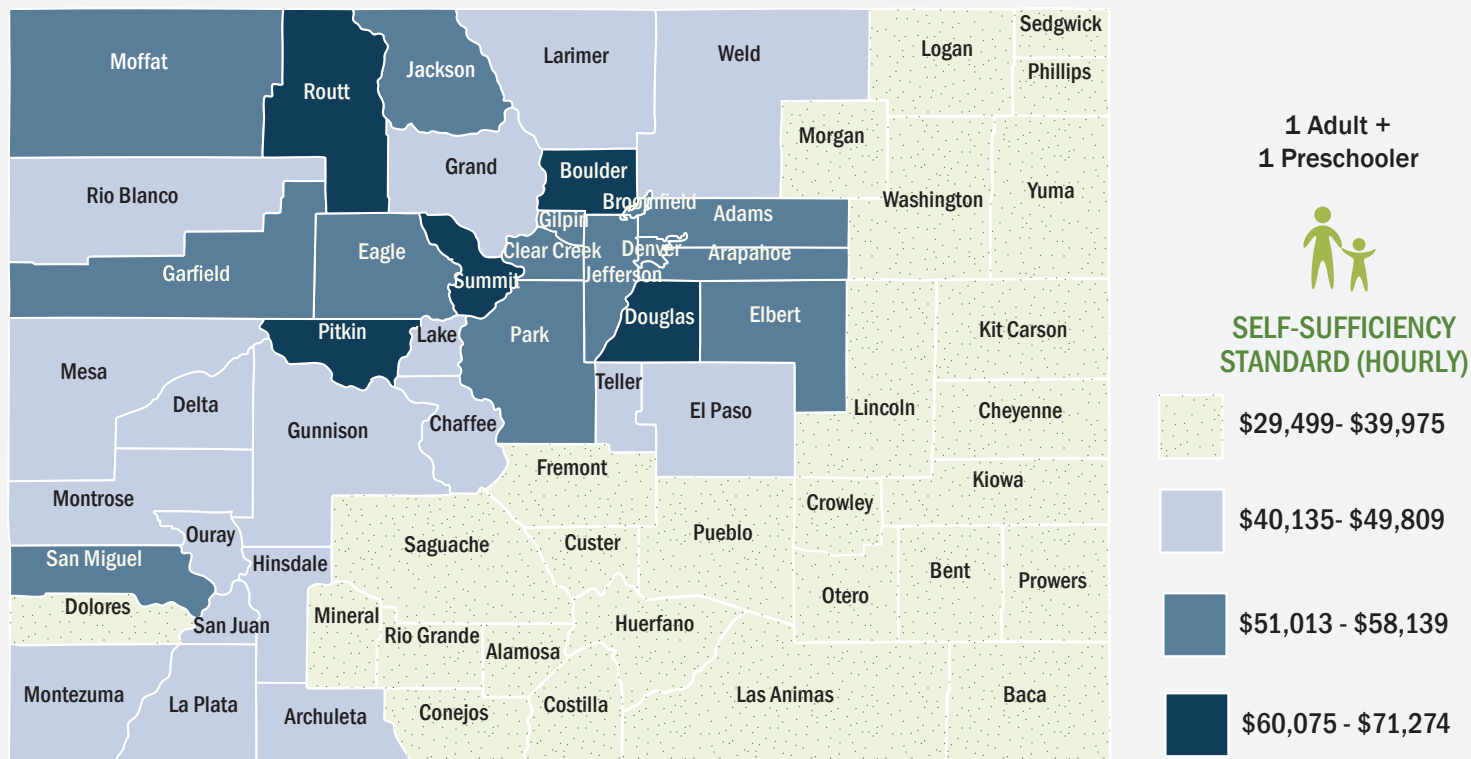 Sedgwick
Logan
Larimer
Weld
Moffat
Jackson
Phillips
Routt
Morgan
Grand
Boulder
Yuma
Rio Blanco
Washington
Broomfield
Adams
Gilpin
Eagle
Clear Creek
Denver
Arapahoe
Garfield
Jefferson
Summit
Douglas
Elbert
Pitkin
Lake
Park
Kit Carson
Mesa
Teller
Delta
El Paso
Lincoln
Cheyenne
Gunnison
Chaffee
Fremont
Kiowa
Montrose
Crowley
Ouray
Pueblo
Saguache
Custer
San Miguel
Hinsdale
Bent
Prowers
Otero
Dolores
Mineral
San Juan
Huerfano
Rio Grande
Alamosa
Montezuma
La Plata
Las Animas
Baca
Costilla
Archuleta
Conejos
1 Adult +
1 Preschooler
SELF-SUFFICIENCY
STANDARD (HOURLY)
$29,499- $39,975
$40,135- $49,809
$51,013 - $58,139
$60,075 - $71,274